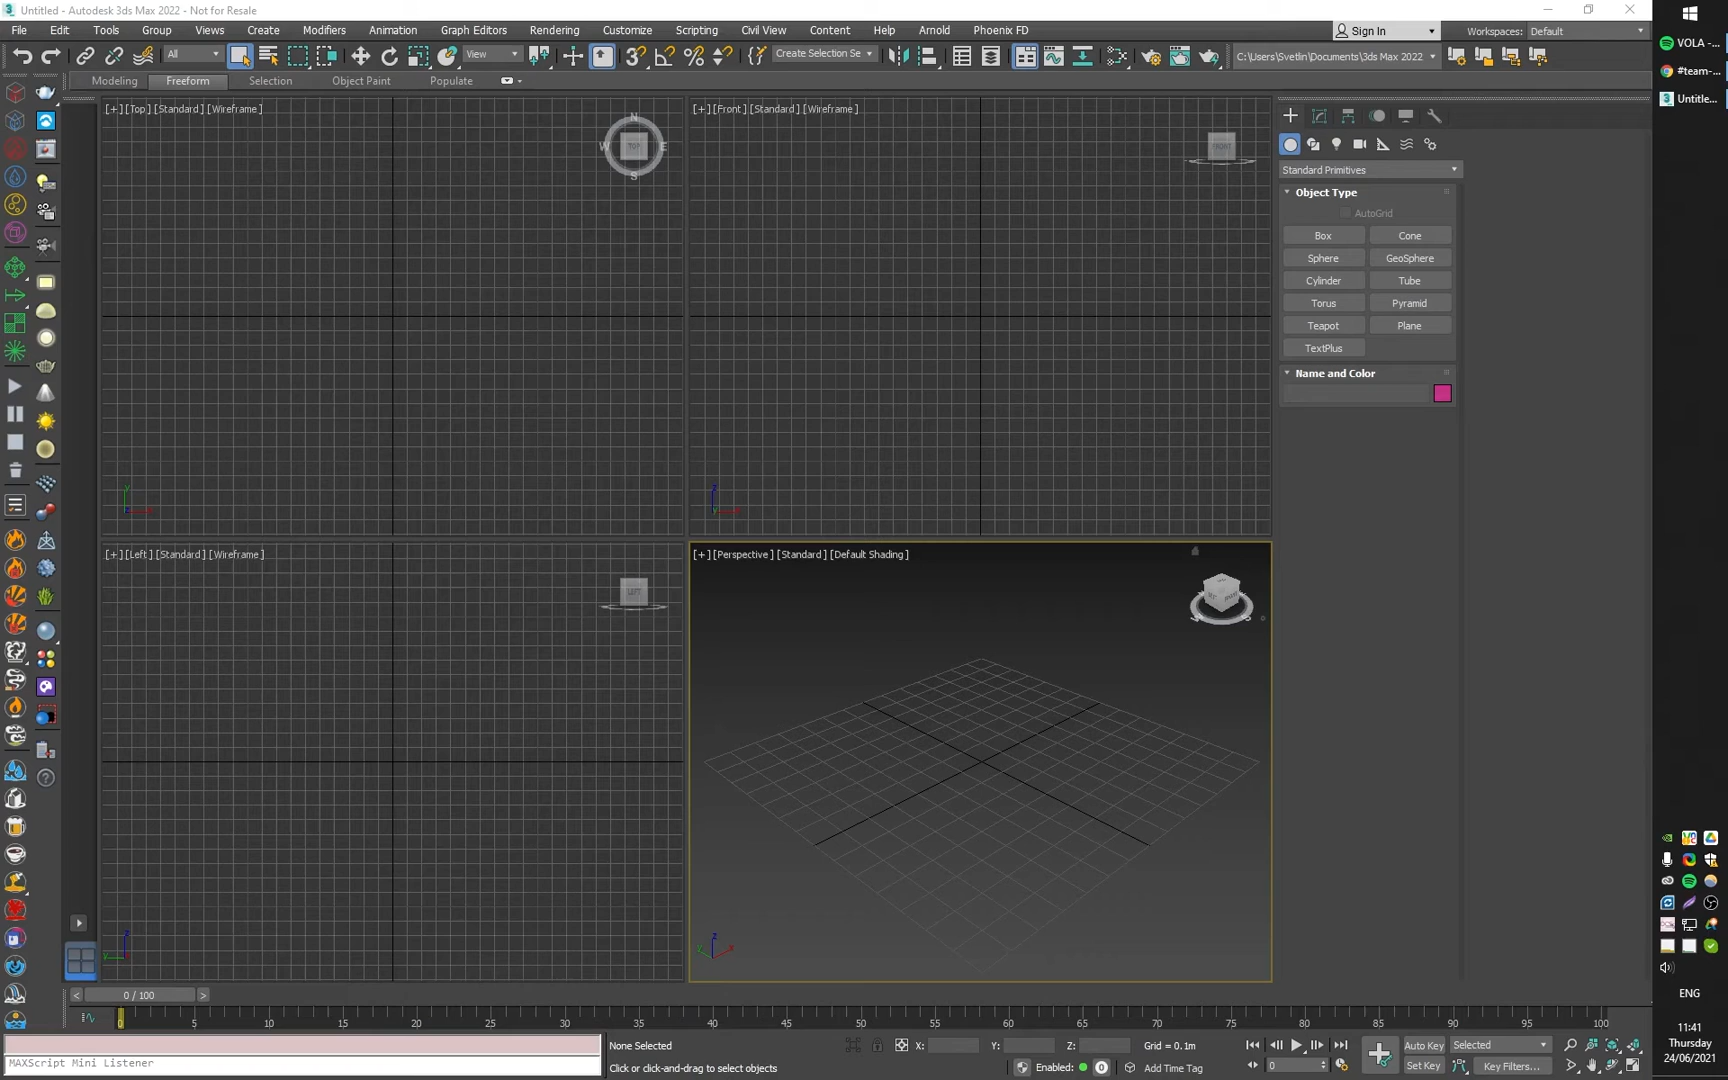 Untitled - Autodesk 3ds Max 2022 - Not for Resale
File Edit Tools Group Views Create Modifiers Animation Graph Editors Rendering Customize Scripting Civil View Content Help Arnold Phoenix FD
Sign In
Workspaces: Default
All
View
Create Selection Se
C:\Users\Svetlin\Documents\3ds Max 2022
Modeling Freeform Selection Object Paint Populate
[+] [Top] [Standard] [Wireframe]
N
W TOP E
S
[+] [Front] [Standard] [Wireframe]
FRONT
[+] [Left] [Standard] [Wireframe]
LEFT
[+] [Perspective] [Standard] [Default Shading]
Standard Primitives
Object Type
AutoGrid
Box Cone
Sphere GeoSphere
Cylinder Tube
Torus Pyramid
Teapot Plane
TextPlus
Name and Color
VOLA -...
#team-...
Untitle...
ENG
11:41
Thursday
24/06/2021
< 0 / 100 >
0 5 10 15 20 25 30 35 40 45 50 55 60 65 70 75 80 85 90 95 100
MAXScript Mini Listener
None Selected
Click or click-and-drag to select objects
X: Y: Z: Grid = 0.1m
Enabled: 0 Add Time Tag
0
Auto Key Selected
Set Key Key Filters...